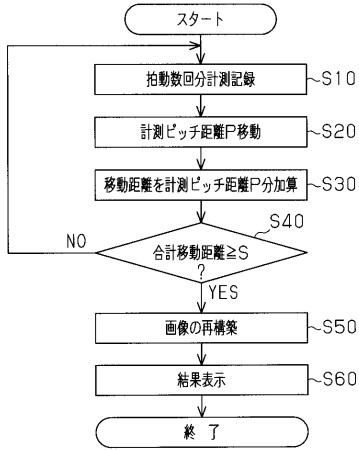 スタート
拍動数回分計測記録
S10
計測ピッチ距離P移動
S20
移動距離を計測ピッチ距離P分加算
S30
S40
合計移動距離≧S
?
NO
YES
画像の再構築
S50
結果表示
S60
終 了